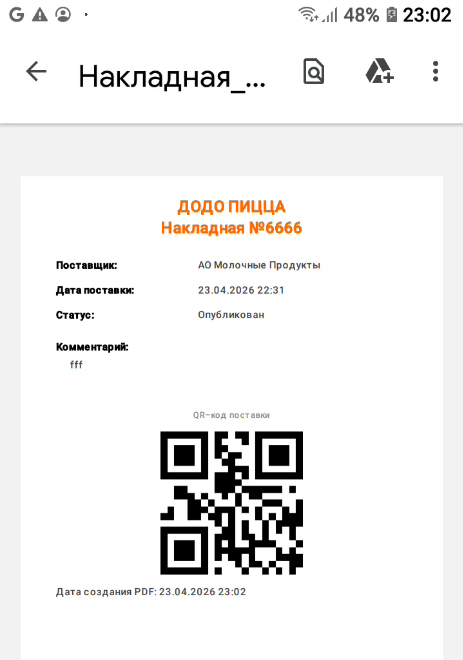 G
48% 23:02
Накладная_...
ДОДО ПИЦЦА
Накладная №6666
Поставщик: АО Молочные Продукты
Дата поставки: 23.04.2026 22:31
Статус: Опубликован
Комментарий:
fff
QR-код поставки
Дата создания PDF: 23.04.2026 23:02